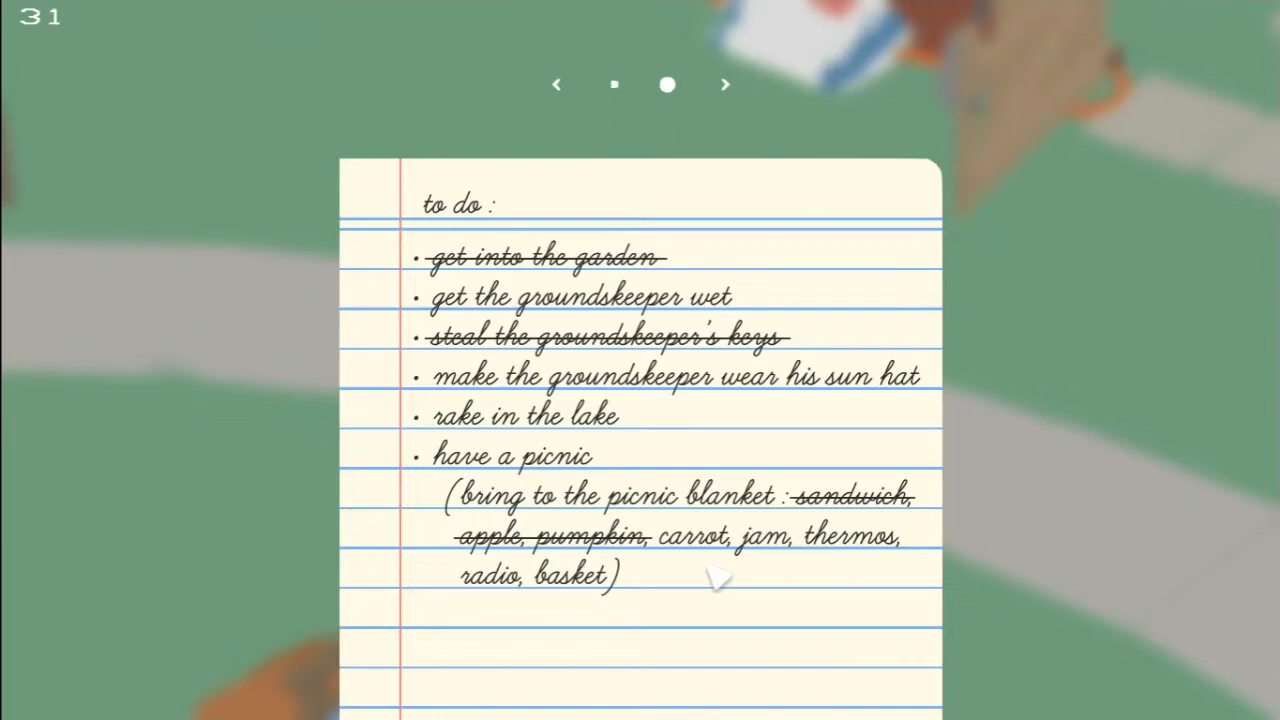 31
to do :
• get into the garden
• get the groundskeeper wet
• steal the groundskeeper's keys
• make the groundskeeper wear his sun hat
• rake in the lake
• have a picnic
(bring to the picnic blanket : sandwich,
apple, pumpkin, carrot, jam, thermos,
radio, basket)